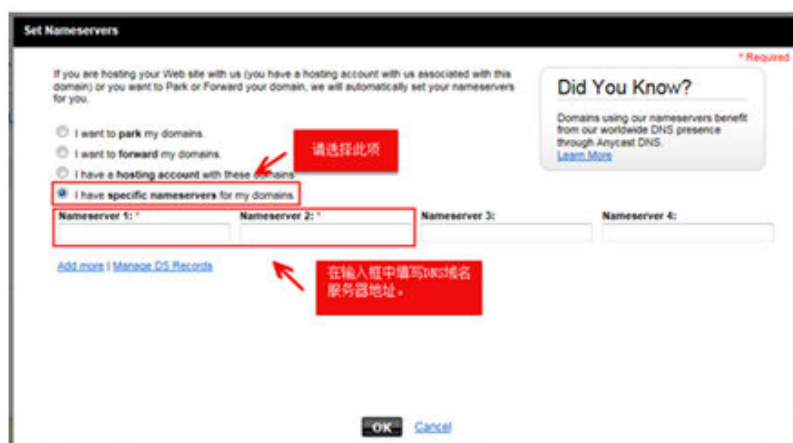 Set Nameservers
* Required
If you are hosting your Web site with us (you have a hosting account with us associated with this
domain) or you want to Park or Forward your domain, we will automatically set your nameservers
for you.
Did You Know?
Domains using our nameservers benefit
from our worldwide DNS presence
through Anycast DNS.
Learn More
I want to park my domains.
I want to forward my domains.
请选择此项
I have a hosting account with these domains
I have specific nameservers for my domains.
Nameserver 1: * Nameserver 2: * Nameserver 3: Nameserver 4:
Add more | Manage DS Records
在输入框中填写DNS域名
服务器地址。
OK Cancel